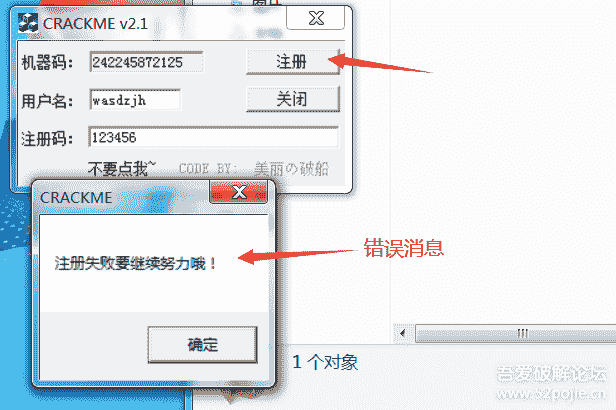 CRACKME v2.1
机器码： 242245872125 注册
用户名： wasdzjh 关闭
注册码： 123456
不要点我~ CODE BY: 美丽の破船
CRACKME
注册失败要继续努力哦！
错误消息
确定
1 个对象
吾爱破解论坛
www.52pojie.cn